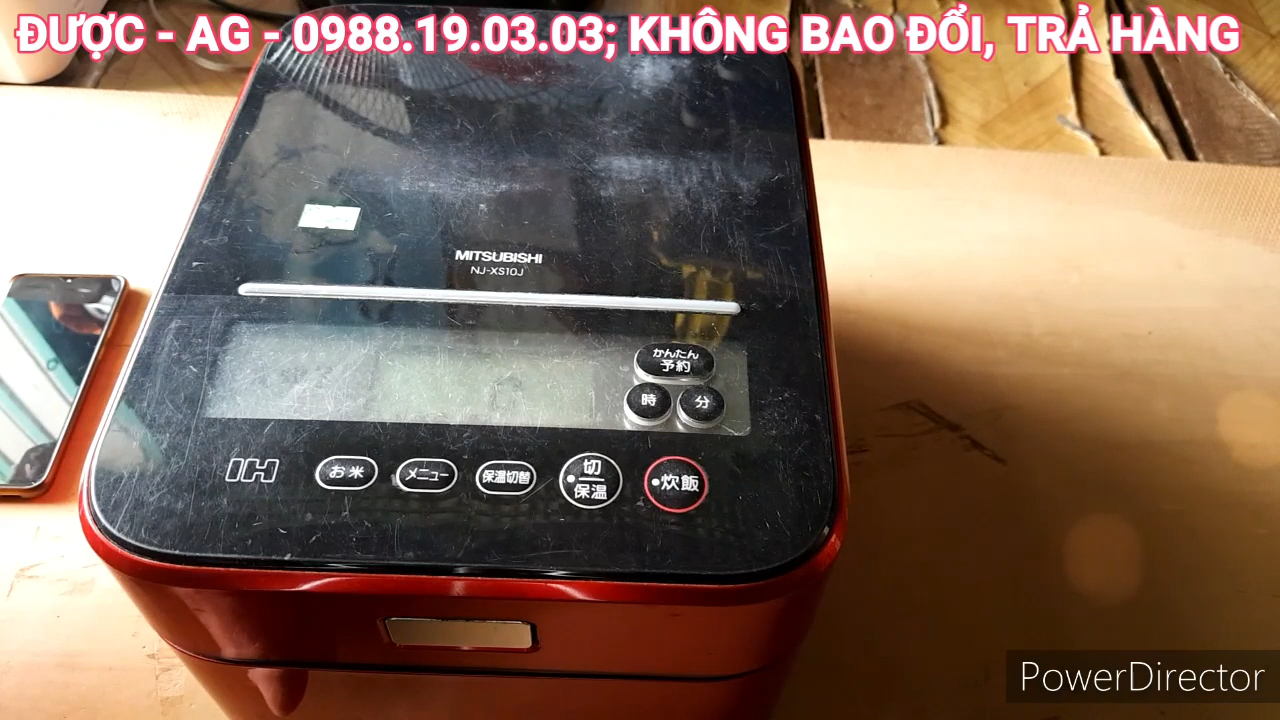 ĐƯỢC - AG - 0988.19.03.03; KHÔNG BAO ĐỔI, TRẢ HÀNG
MITSUBISHI
NJ-XS10J
かんたん
予約
時 分
IH お米 メニュー 保温切替 切 保温 炊飯
PowerDirector